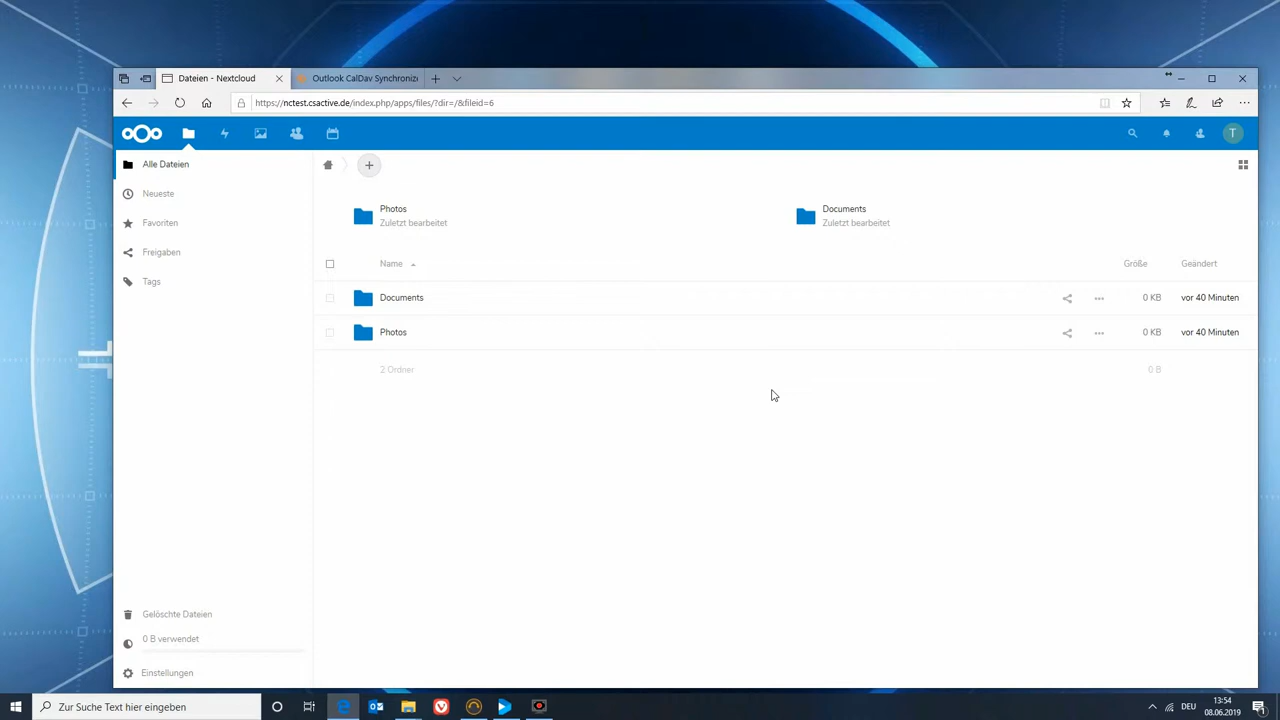 Dateien - Nextcloud
Outlook CalDav Synchroniz
https://nctest.csactive.de/index.php/apps/files/?dir=/&fileid=6
T
Alle Dateien
Neueste
Favoriten
Freigaben
Tags
Photos
Zuletzt bearbeitet
Documents
Zuletzt bearbeitet
Name
Größe
Geändert
Documents
0 KB
vor 40 Minuten
Photos
0 KB
vor 40 Minuten
2 Ordner
0 B
Gelöschte Dateien
0 B verwendet
Einstellungen
Zur Suche Text hier eingeben
DEU
13:54
08.06.2019
1